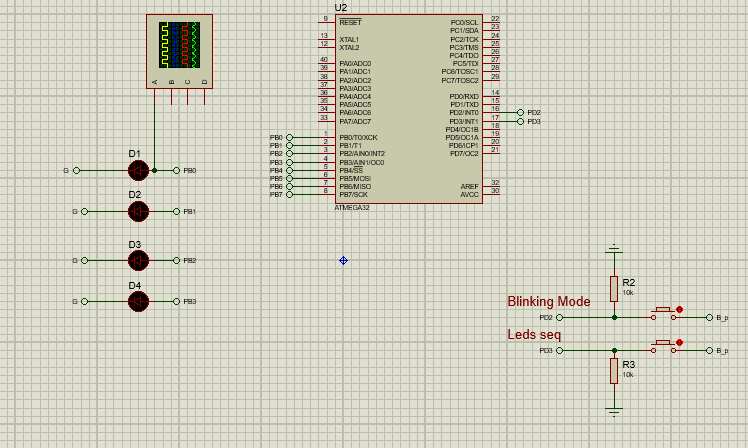 U2
A
B
C
D
9 RESET
13 XTAL1
12 XTAL2
40 PA0/ADC0
39 PA1/ADC1
38 PA2/ADC2
37 PA3/ADC3
36 PA4/ADC4
35 PA5/ADC5
34 PA6/ADC6
33 PA7/ADC7
PB0 1 PB0/T0/XCK
PB1 2 PB1/T1
PB2 3 PB2/AIN0/INT2
PB3 4 PB3/AIN1/OC0
PB4 5 PB4/SS
PB5 6 PB5/MOSI
PB6 7 PB6/MISO
PB7 8 PB7/SCK
PC0/SCL 22
PC1/SDA 23
PC2/TCK 24
PC3/TMS 25
PC4/TDO 26
PC5/TDI 27
PC6/TOSC1 28
PC7/TOSC2 29
PD0/RXD 14
PD1/TXD 15
PD2/INT0 16 PD2
PD3/INT1 17 PD3
PD4/OC1B 18
PD5/OC1A 19
PD6/ICP1 20
PD7/OC2 21
AREF 32
AVCC 30
ATMEGA32
D1
G PB0
D2
G PB1
D3
G PB2
D4
G PB3
R2
10k
Blinking Mode
PD2 B_p
Leds seq
PD3 B_p
R3
10k